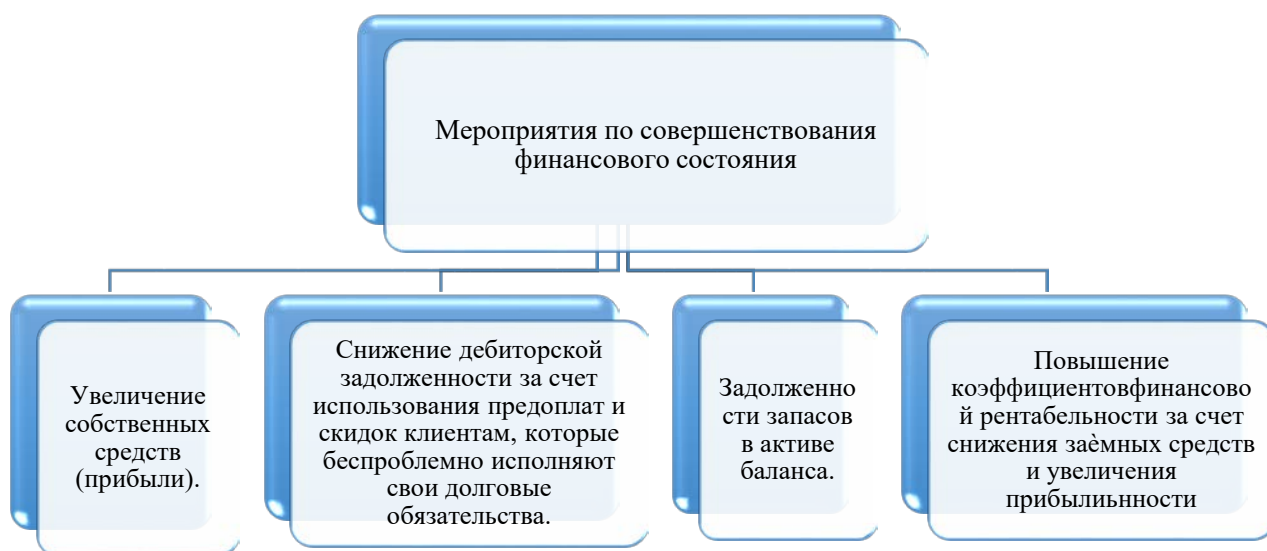 Мероприятия по совершенствования
финансового состояния
Увеличение
собственных
средств
(прибыли).
Снижение дебиторской
задолженности за счет
использования предоплат и
скидок клиентам, которые
беспроблемно исполняют
свои долговые
обязательства.
Задолженно
сти запасов
в активе
баланса.
Повышение
коэффициентовфинансово
й рентабельности за счет
снижения заѐмных средств
и увеличения
прибылиьнности